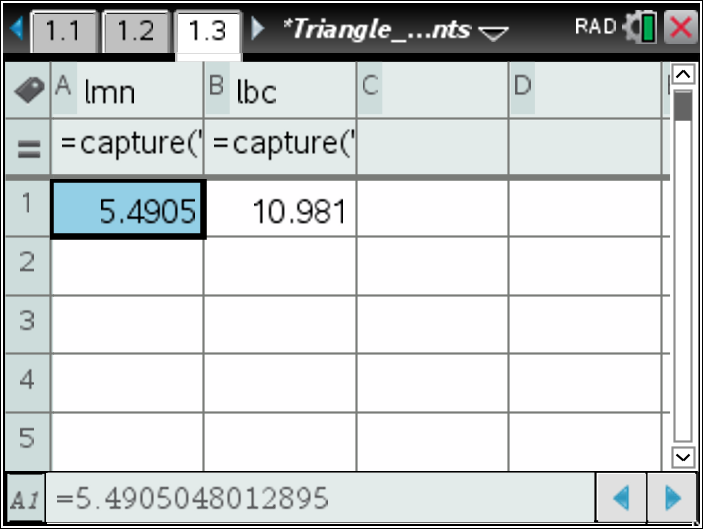 1.1 1.2 1.3 *Triangle_...nts RAD
A lmn B lbc C D
=capture(' =capture('
1 5.4905 10.981
2
3
4
5
A1 =5.4905048012895